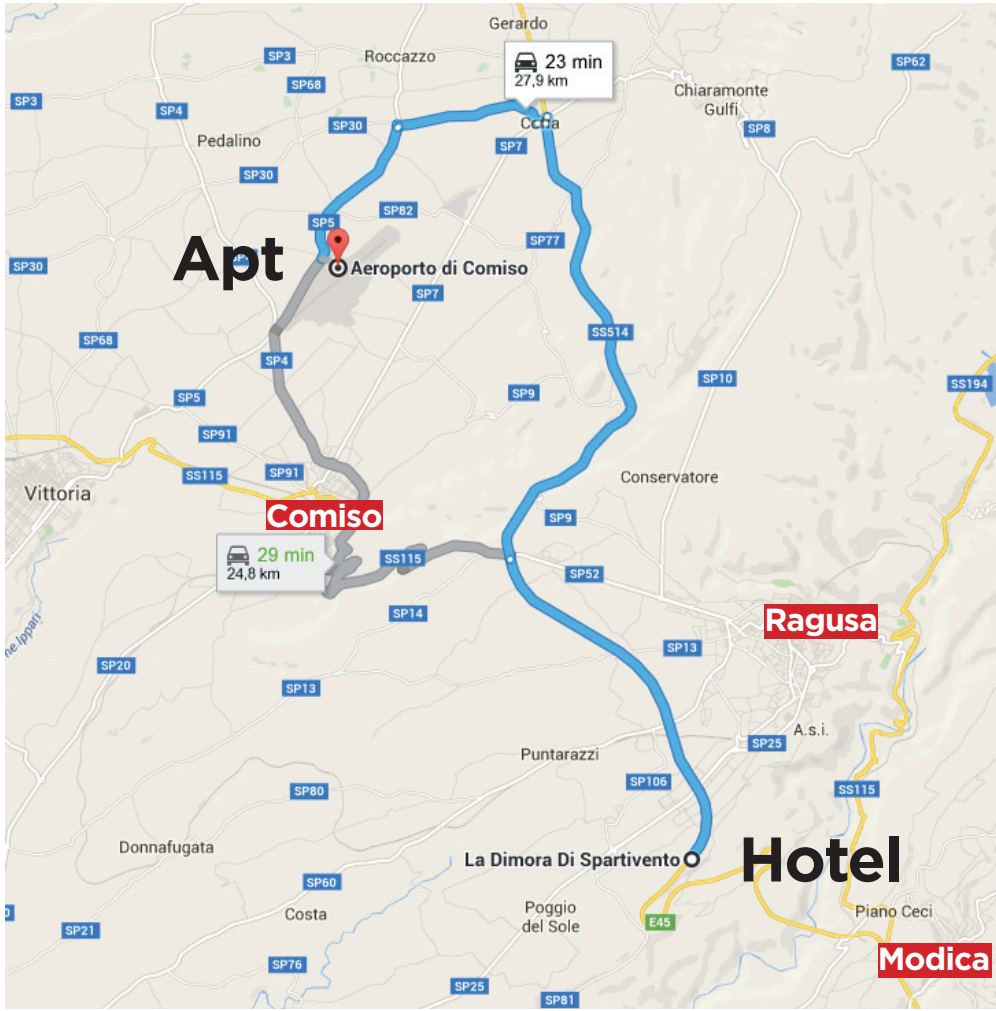 Gerardo
SP3
Roccazzo
23 min
27,9 km
SP62
SP68
SP3
SP4
Chiaramonte
Gulfi
SP30
SP8
Pedalino
SP7
SP30
SP5
SP82
SP77
Apt
SP30
Aeroporto di Comiso
SP7
SP68
SS514
SP4
SP10
SS194
SP5
SP9
SP91
SS115
SP91
Conservatore
Vittoria
Comiso
SP9
29 min
24,8 km
SS115
SP52
SP14
Ragusa
ne Ippari
SP20
SP13
SP13
A.s.i.
SP25
Puntarazzi
SP106
SP80
SS115
Donnafugata
La Dimora Di Spartivento
Hotel
SP60
Costa
Poggio
del Sole
E45
Piano Ceci
SP21
Modica
SP76
SP25
SP81